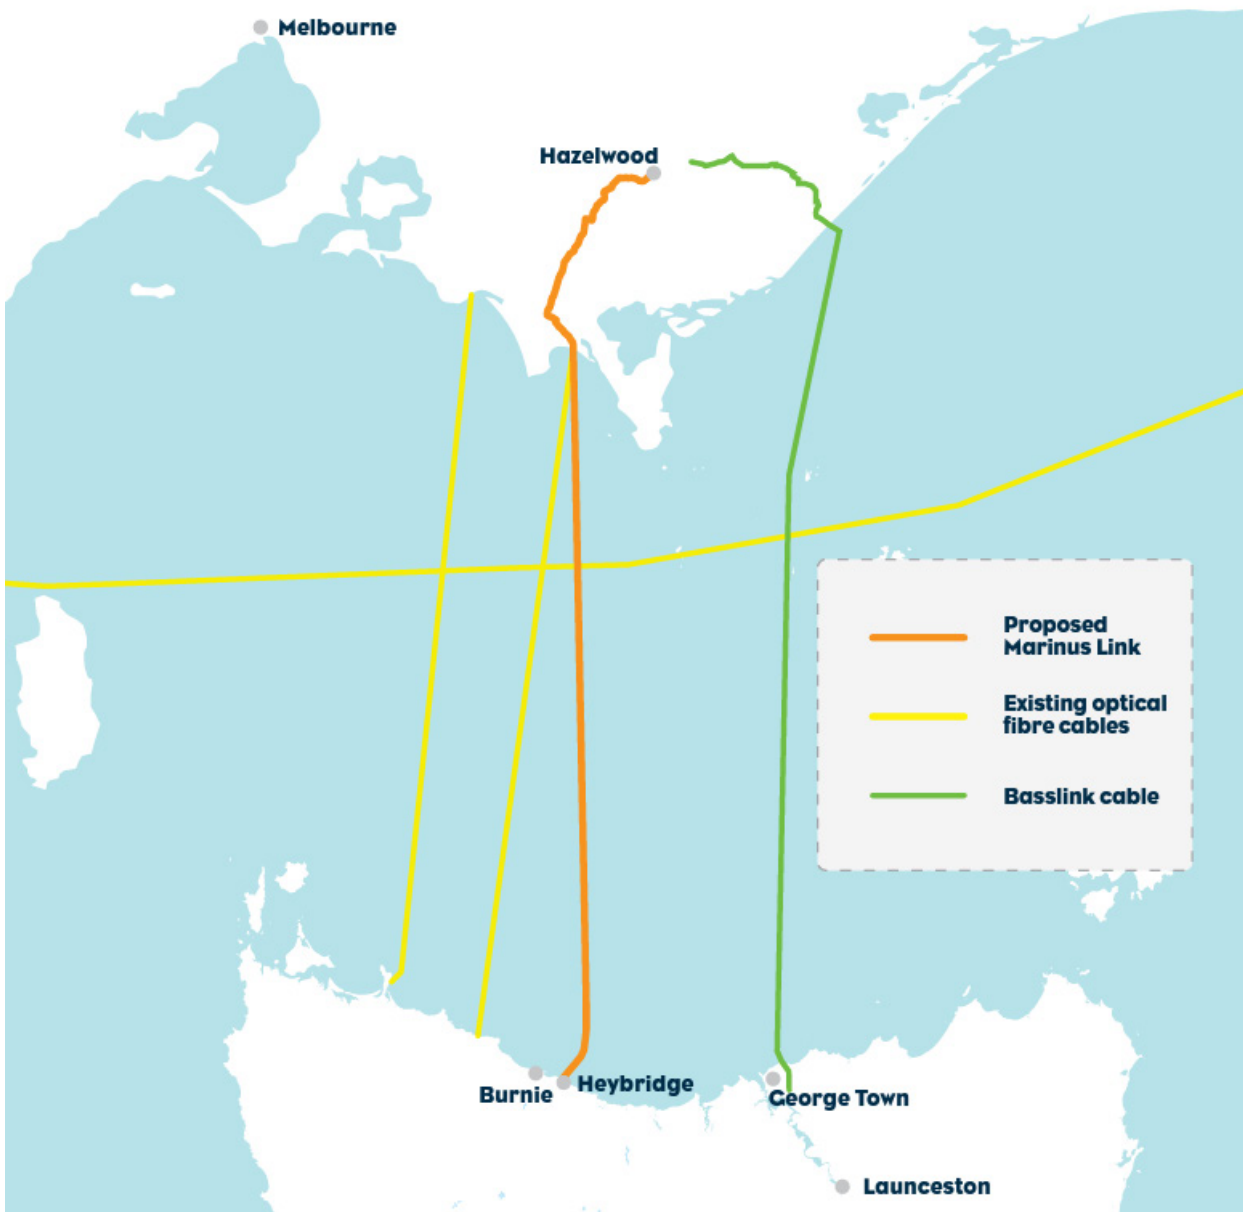 Melbourne
Hazelwood
Proposed
Marinus Link
Existing optical
fibre cables
Basslink cable
Burnie
Heybridge
George Town
Launceston